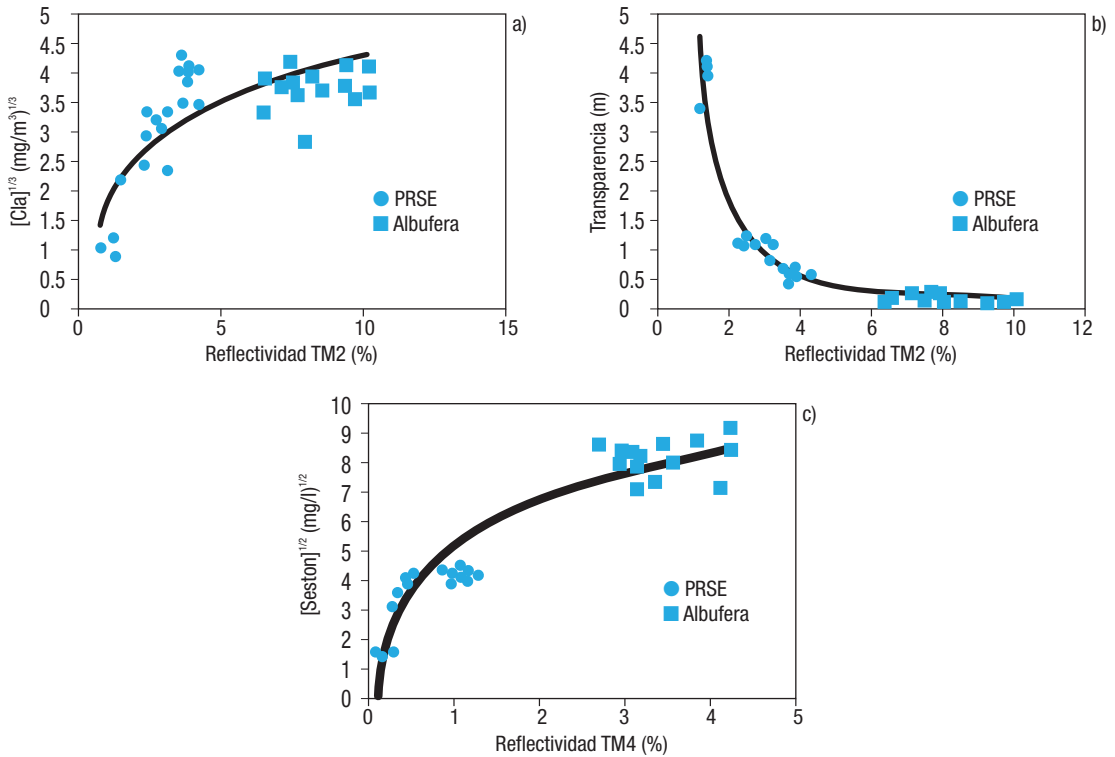 a)
5
4.5
4
3.5
3
2.5
2
1.5
1
0.5
0
[Cla]1/3 (mg/m3)1/3
PRSE
Albufera
0 5 10 15
Reflectividad TM2 (%)
b)
5
4.5
4
3.5
3
2.5
2
1.5
1
0.5
0
Transparencia (m)
PRSE
Albufera
0 2 4 6 8 10 12
Reflectividad TM2 (%)
c)
10
9
8
7
6
5
4
3
2
1
0
[Seston]1/2 (mg/l)1/2
PRSE
Albufera
0 1 2 3 4 5
Reflectividad TM4 (%)